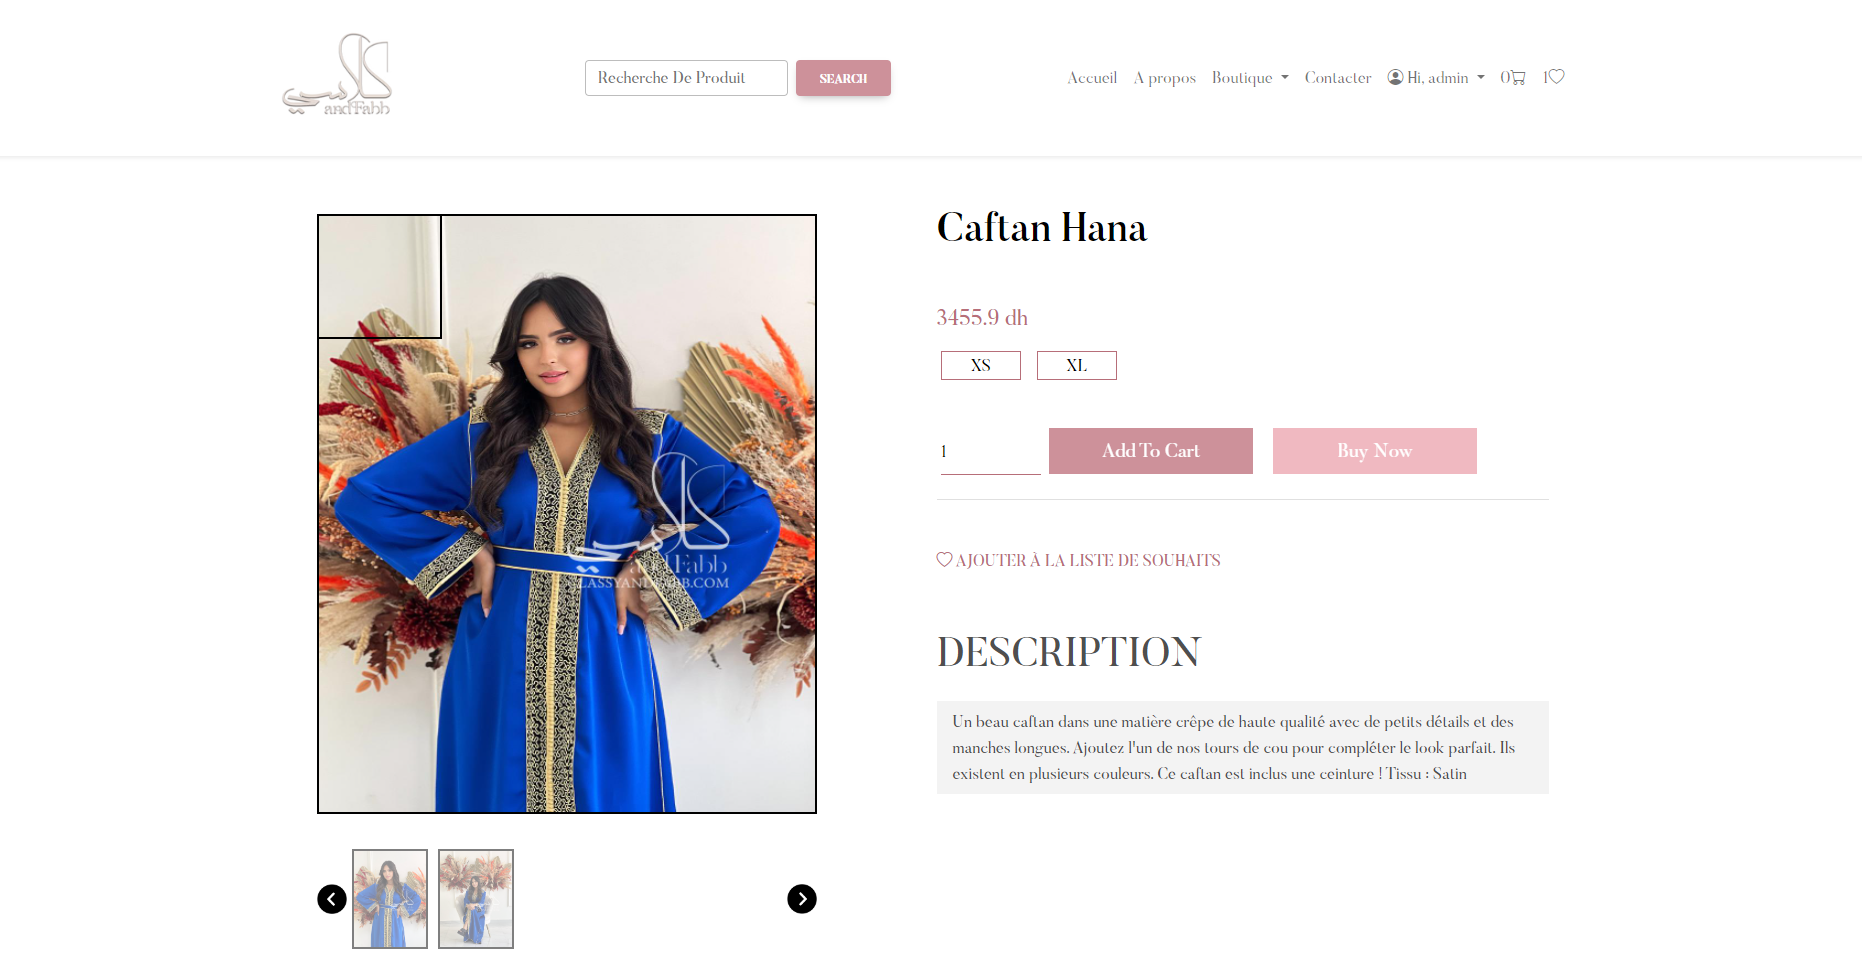 كلاسي
andFabb
Recherche De Produit
SEARCH
Accueil
A propos
Boutique
Contacter
Hi, admin
0
1
Caftan Hana
3455.9 dh
XS
XL
1
Add To Cart
Buy Now
AJOUTER À LA LISTE DE SOUHAITS
DESCRIPTION
Un beau caftan dans une matière crêpe de haute qualité avec de petits détails et des
manches longues. Ajoutez l'un de nos tours de cou pour compléter le look parfait. Ils
existent en plusieurs couleurs. Ce caftan est inclus une ceinture ! Tissu : Satin
كلاسي
andFabb